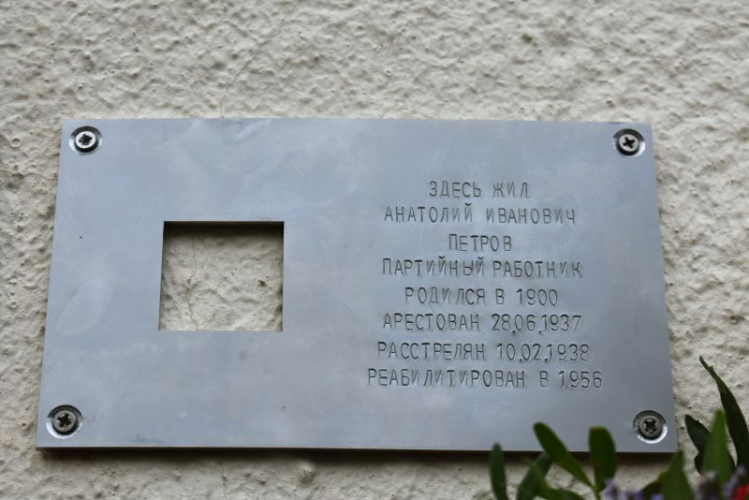 ЗДЕСЬ ЖИЛ
АНАТОЛИЙ ИВАНОВИЧ
ПЕТРОВ
ПАРТИЙНЫЙ РАБОТНИК
РОДИЛСЯ В 1900
АРЕСТОВАН 28.06.1937
РАССТРЕЛЯН 10.02.1938
РЕАБИЛИТИРОВАН В 1956